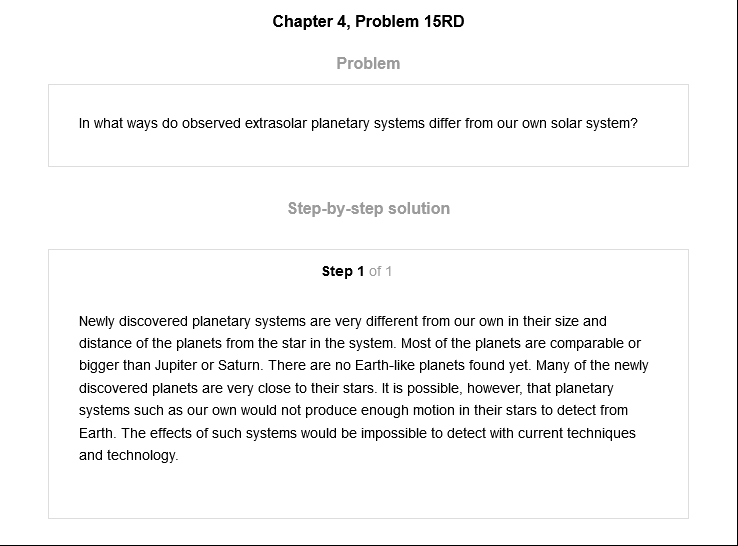 Chapter 4, Problem 15RD
Problem
In what ways do observed extrasolar planetary systems differ from our own solar system?
Step-by-step solution
Step 1 of 1
Newly discovered planetary systems are very different from our own in their size and
distance of the planets from the star in the system. Most of the planets are comparable or
bigger than Jupiter or Saturn. There are no Earth-like planets found yet. Many of the newly
discovered planets are very close to their stars. It is possible, however, that planetary
systems such as our own would not produce enough motion in their stars to detect from
Earth. The effects of such systems would be impossible to detect with current techniques
and technology.